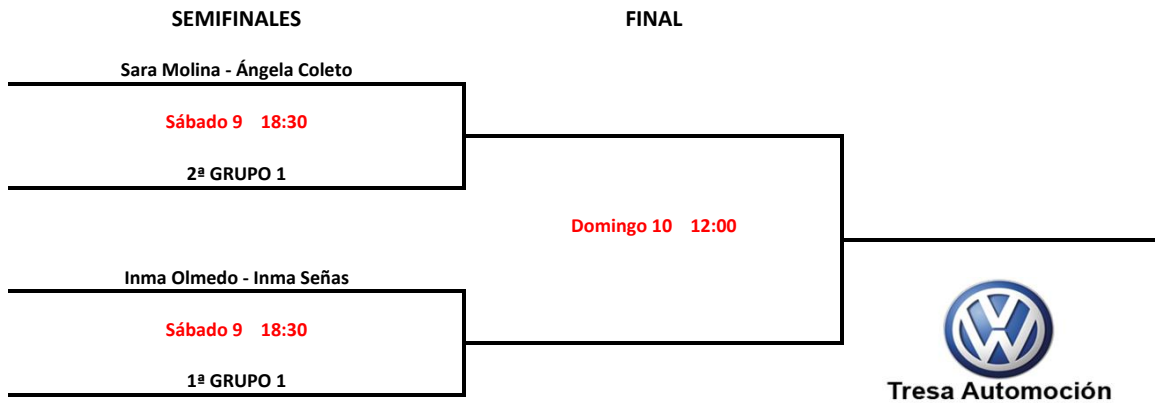 SEMIFINALES FINAL
Sara Molina - Ángela Coleto
Sábado 9 18:30
2ª GRUPO 1
Domingo 10 12:00
Inma Olmedo - Inma Señas
Sábado 9 18:30
1ª GRUPO 1
Tresa Automoción